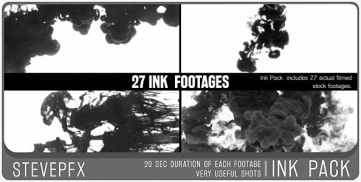 27 INK FOOTAGES
Ink Pack includes 27 actual filmed
stock footages.
STEVEPFX
20 SEC DURATION OF EACH FOOTAGE
VERY USEFUL SHOTS
INK PACK